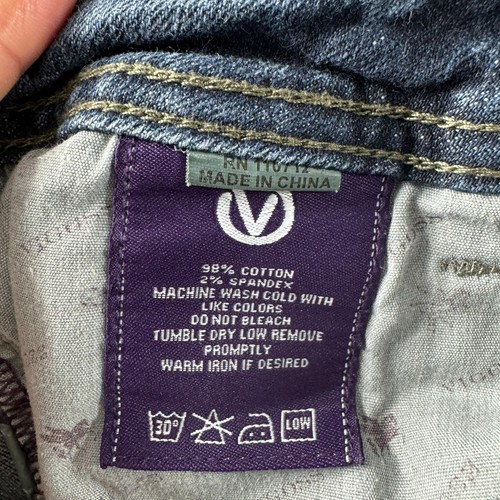 RN 110712
MADE IN CHINA
V
98% COTTON
2% SPANDEX
MACHINE WASH COLD WITH
LIKE COLORS
DO NOT BLEACH
TUMBLE DRY LOW REMOVE
PROMPTLY
WARM IRON IF DESIRED
30° LOW